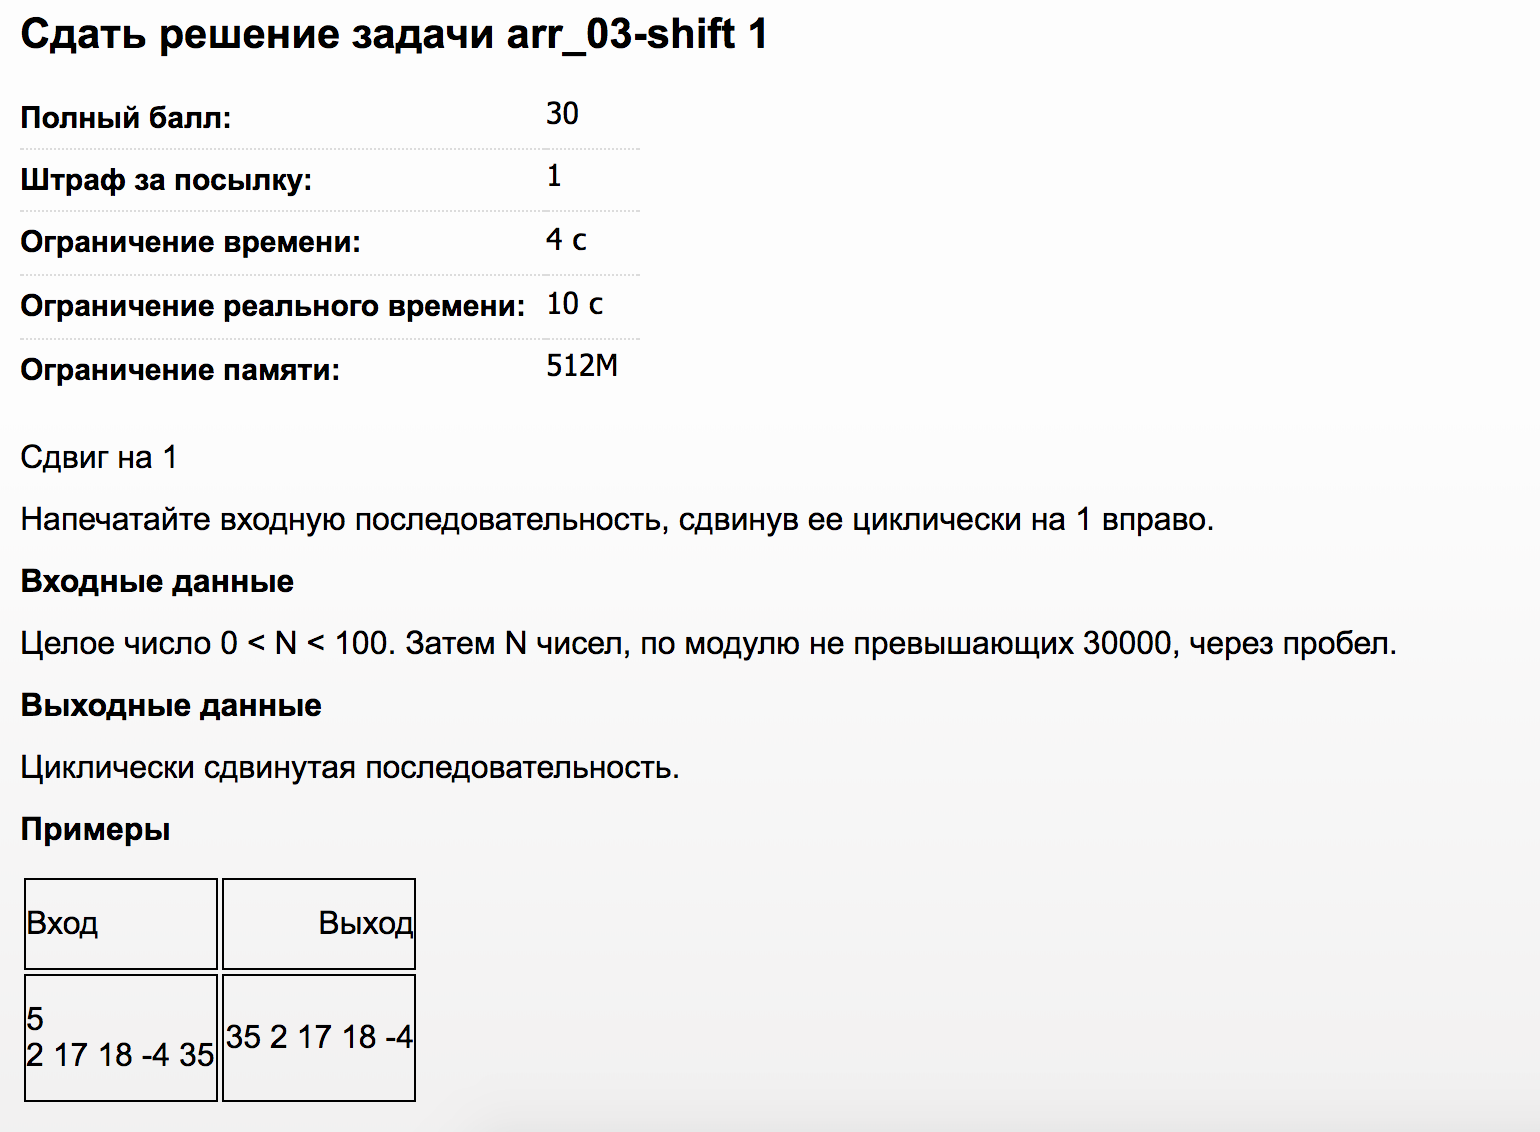 Сдать решение задачи arr_03-shift 1
Полный балл: 30
Штраф за посылку: 1
Ограничение времени: 4 с
Ограничение реального времени: 10 с
Ограничение памяти: 512M
Сдвиг на 1
Напечатайте входную последовательность, сдвинув ее циклически на 1 вправо.
Входные данные
Целое число 0 < N < 100. Затем N чисел, по модулю не превышающих 30000, через пробел.
Выходные данные
Циклически сдвинутая последовательность.
Примеры
Вход Выход
5
2 17 18 -4 35
35 2 17 18 -4